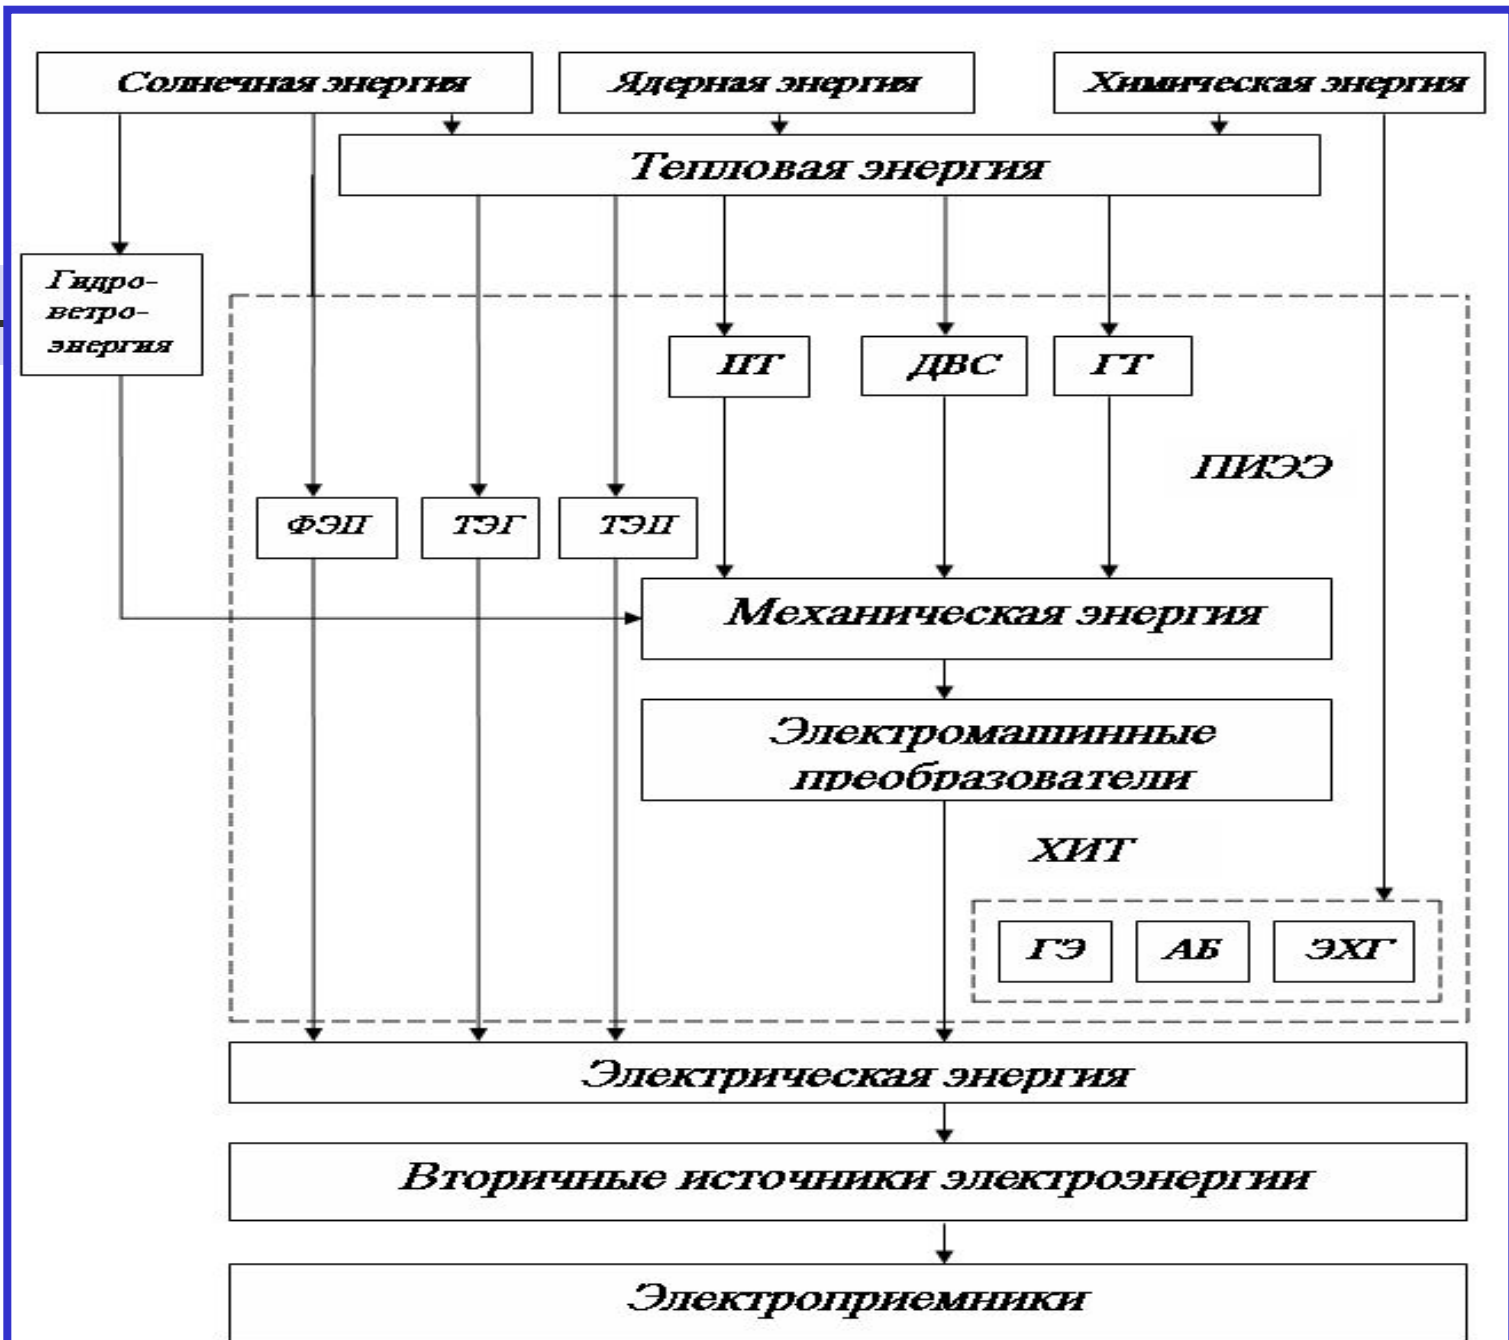 Солнечная энергия
Ядерная энергия
Химическая энергия
Тепловая энергия
Гидро-
ветро-
энергия
ПТ
ДВС
ГТ
ПИЭЭ
ФЭП
ТЭГ
ТЭП
Механическая энергия
Электромашинные
преобразователи
ХИТ
ГЭ
АБ
ЭХГ
Электрическая энергия
Вторичные источники электроэнергии
Электроприемники